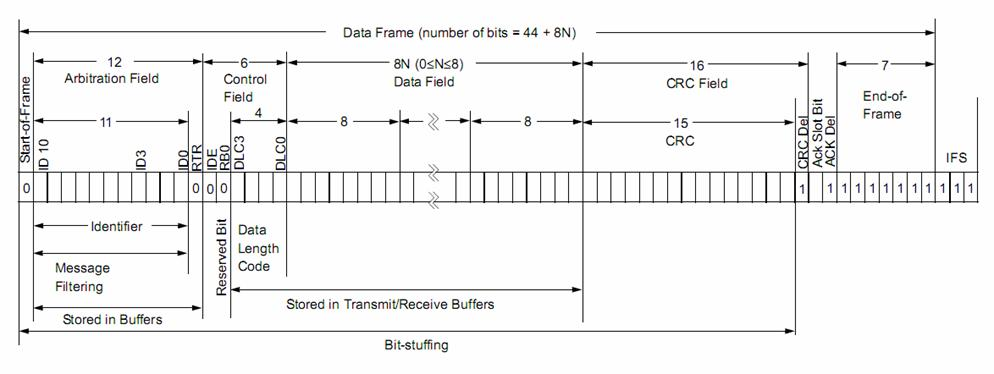 Data Frame (number of bits = 44 + 8N)
12
Arbitration Field
6
Control
Field
8N (0≤N≤8)
Data Field
16
CRC Field
7
End-of-
Frame
11
4
8
8
15
CRC
Start-of-Frame
ID 10
ID3
ID0
RTR
IDE
RB0
DLC3
DLC0
CRC Del
Ack Slot Bit
ACK Del
IFS
0 0 0 0 1 1 1 1 1 1 1 1 1 1 1 1
Identifier
Message
Filtering
Stored in Buffers
Reserved Bit
Data
Length
Code
Stored in Transmit/Receive Buffers
Bit-stuffing